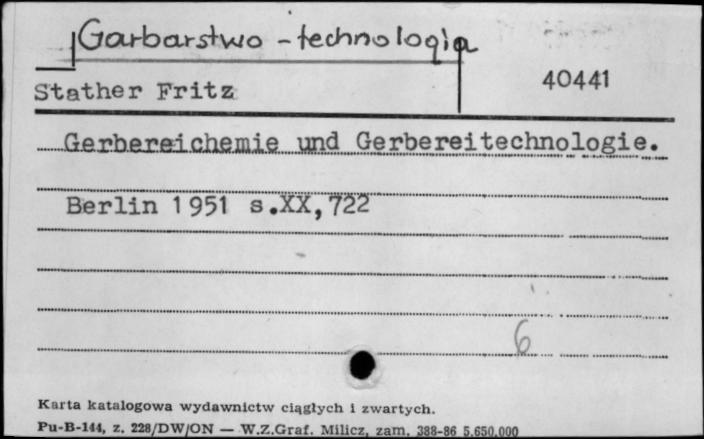 Garbarstwo - technologia
Stather Fritz
40441
Gerbereichemie und Gerbereitechnologie.
Berlin 1951 s.XX,722
6
Karta katalogowa wydawnictw ciągłych i zwartych.
Pu-B-144, z. 228/DW/ON — W.Z.Graf. Milicz, zam. 388-86 5.650.000